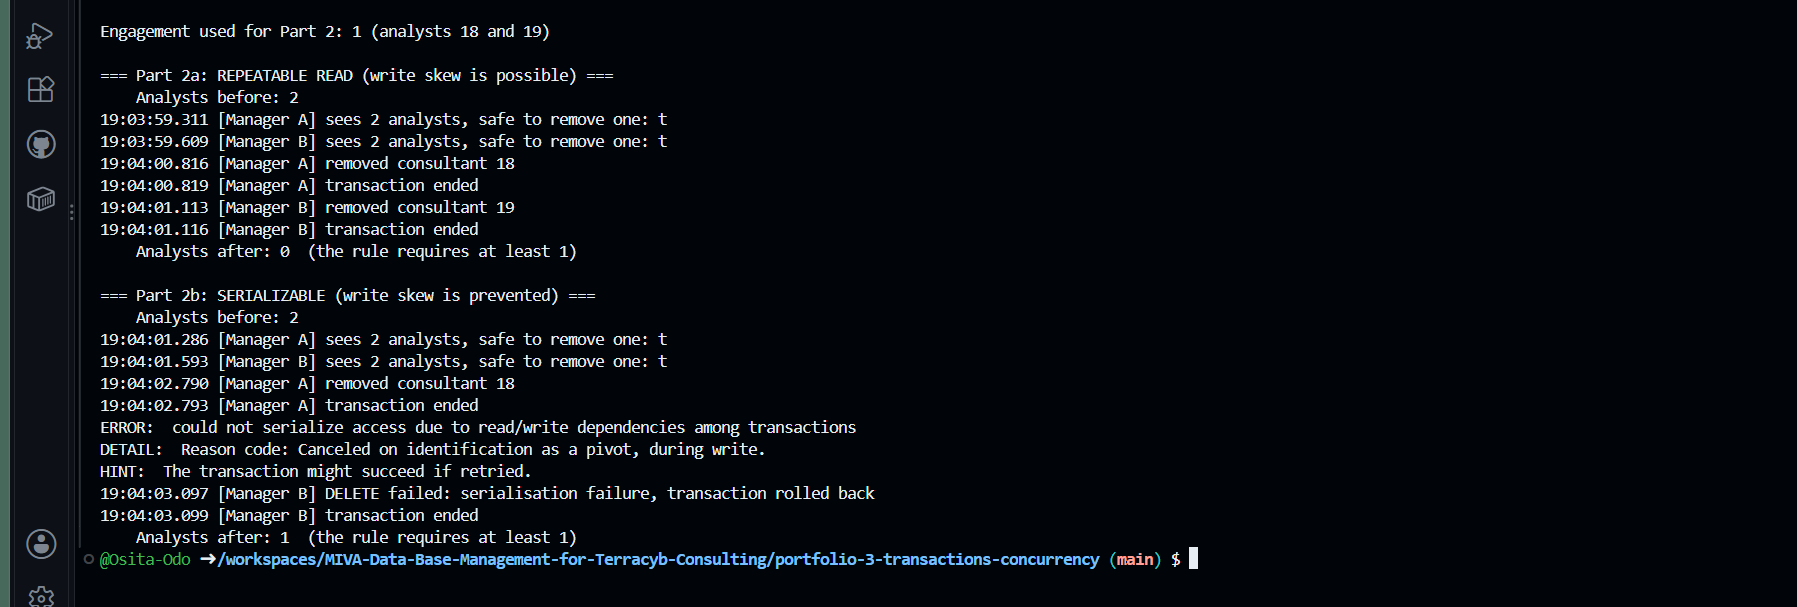 Engagement used for Part 2: 1 (analysts 18 and 19)
=== Part 2a: REPEATABLE READ (write skew is possible) ===
Analysts before: 2
19:03:59.311 [Manager A] sees 2 analysts, safe to remove one: t
19:03:59.609 [Manager B] sees 2 analysts, safe to remove one: t
19:04:00.816 [Manager A] removed consultant 18
19:04:00.819 [Manager A] transaction ended
19:04:01.113 [Manager B] removed consultant 19
19:04:01.116 [Manager B] transaction ended
Analysts after: 0  (the rule requires at least 1)
=== Part 2b: SERIALIZABLE (write skew is prevented) ===
Analysts before: 2
19:04:01.286 [Manager A] sees 2 analysts, safe to remove one: t
19:04:01.593 [Manager B] sees 2 analysts, safe to remove one: t
19:04:02.790 [Manager A] removed consultant 18
19:04:02.793 [Manager A] transaction ended
ERROR:  could not serialize access due to read/write dependencies among transactions
DETAIL:  Reason code: Canceled on identification as a pivot, during write.
HINT:  The transaction might succeed if retried.
19:04:03.097 [Manager B] DELETE failed: serialisation failure, transaction rolled back
19:04:03.099 [Manager B] transaction ended
Analysts after: 1  (the rule requires at least 1)
@Osita-Odo ➜/workspaces/MIVA-Data-Base-Management-for-Terracyb-Consulting/portfolio-3-transactions-concurrency (main) $